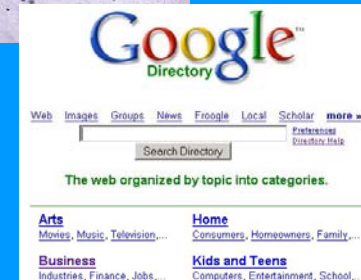 Google™
Directory
Web Images Groups News Froogle Local Scholar more »
Preferences
Directory Help
Search Directory
The web organized by topic into categories.
Arts Home
Movies, Music, Television,... Consumers, Homeowners, Family,...
Business Kids and Teens
Industries, Finance, Jobs,... Computers, Entertainment, School,...